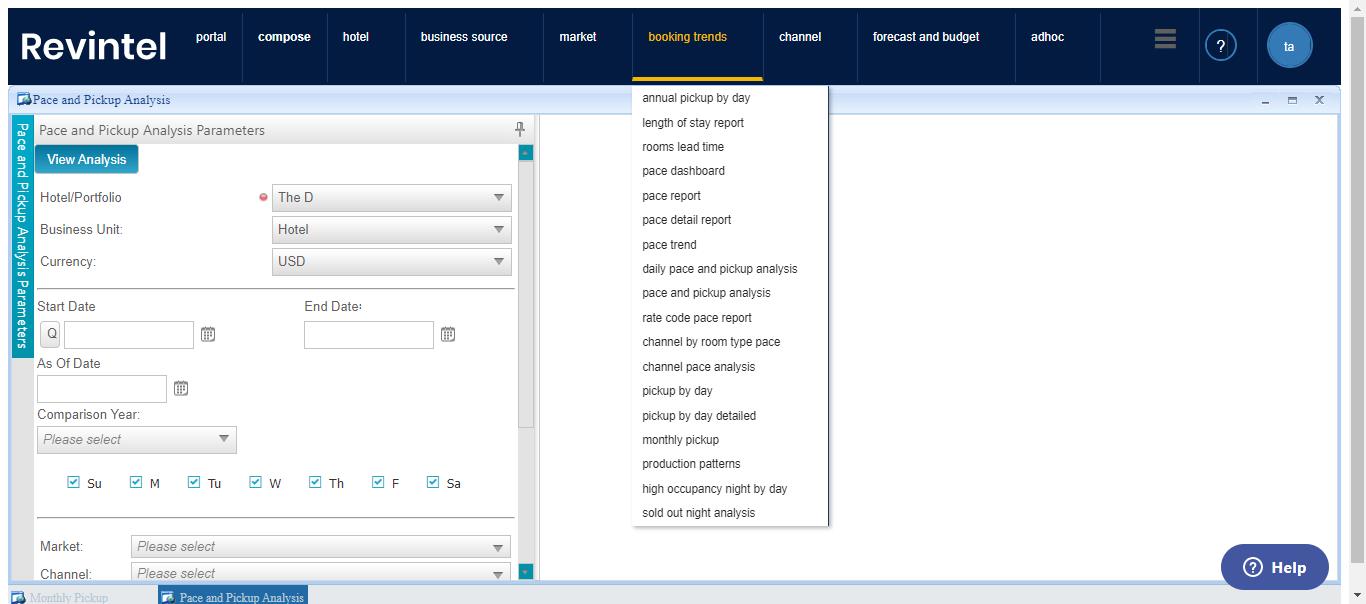 Revintel
portal
compose
hotel
business source
market
booking trends
channel
forecast and budget
adhoc
?
ta
Pace and Pickup Analysis
Pace and Pickup Analysis Parameters
Pace and Pickup Analysis Parameters
View Analysis
Hotel/Portfolio
The D
Business Unit:
Hotel
Currency:
USD
Start Date
End Date:
Q
As Of Date
Comparison Year:
Please select
Su
M
Tu
W
Th
F
Sa
Market:
Please select
Channel:
Please select
annual pickup by day
length of stay report
rooms lead time
pace dashboard
pace report
pace detail report
pace trend
daily pace and pickup analysis
pace and pickup analysis
rate code pace report
channel by room type pace
channel pace analysis
pickup by day
pickup by day detailed
monthly pickup
production patterns
high occupancy night by day
sold out night analysis
? Help
Monthly Pickup
Pace and Pickup Analysis